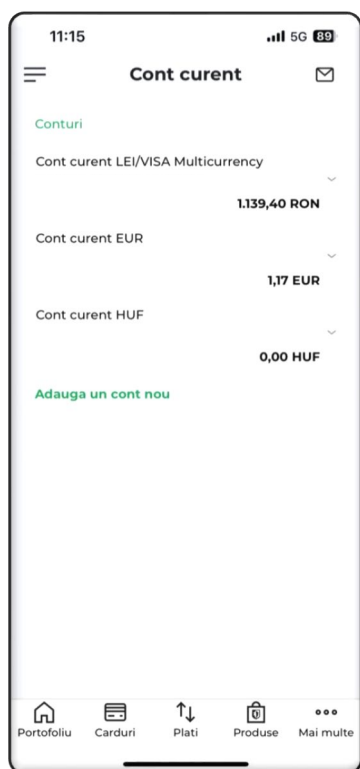 11:15 5G 89
Cont curent
Conturi
Cont curent LEI/VISA Multicurrency
1.139,40 RON
Cont curent EUR
1,17 EUR
Cont curent HUF
0,00 HUF
Adauga un cont nou
Portofoliu Carduri Plati Produse Mai multe